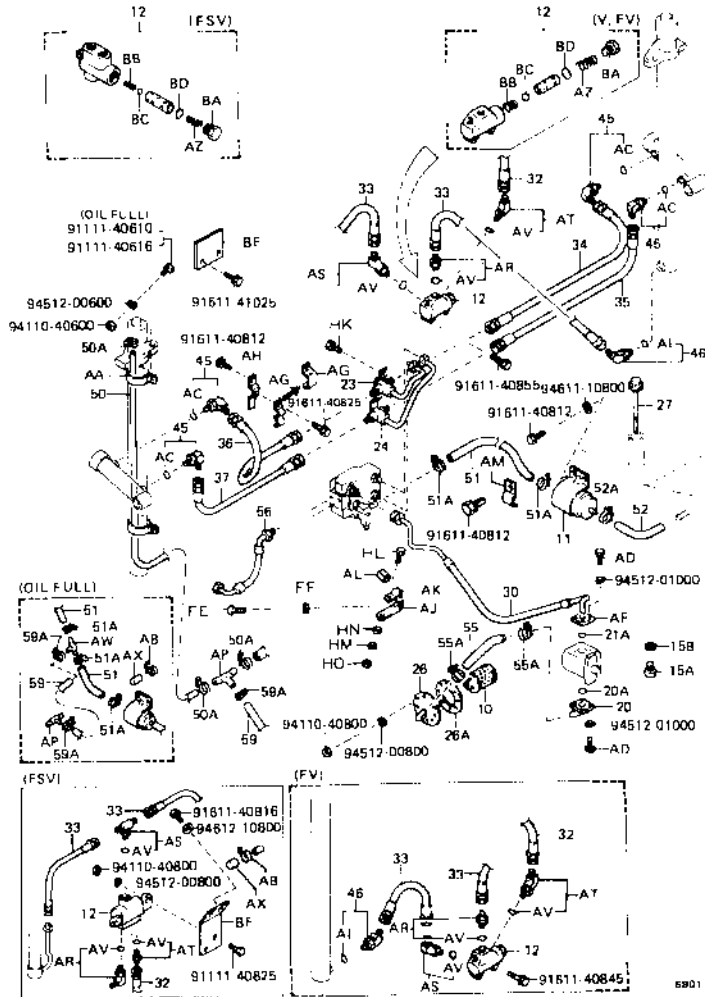 12
(FSV)
BB
BC
BD
BA
AZ
12
(V, FV)
BD
BC
BB
BA
AZ
45
AC
32
33
33
AC
46
(OIL FULL)
91111-40610
91111-40616
BF
AT
AV
34
AS
AV
AV
AR
12
35
94512-00600
91611-41025
94110-40600
HK
50A
91611-40812
AI
46
AA
45
AH
AG
AG
23
91611-40855
94611-10800
50
AC
91611-40825
91611-40812
27
45
36
24
AC
37
51
AM
52A
51A
51A
11
52
56
91611-40812
HL
AD
AL
94512-01000
(OIL FULL)
FE
FF
AK
AJ
30
AF
51
51A
59A
AW
HN
55
21A
15B
51A
AX
AB
50A
HM
55A
51
AP
HO
55A
15A
59
59A
26
20A
50A
10
20
AP
51A
94110-40800
26A
94512-01000
59A
59
94512-00800
AD
(FSV)
(FV)
33
91611-40816
33
94612-10800
AS
32
AV
94110-40800
33
AB
94512-00800
46
33
AX
AT
12
BF
AI
AR
AV
AV
AV
AV
12
AR
AV
AT
AS
AV
32
91111-40825
91611-40845